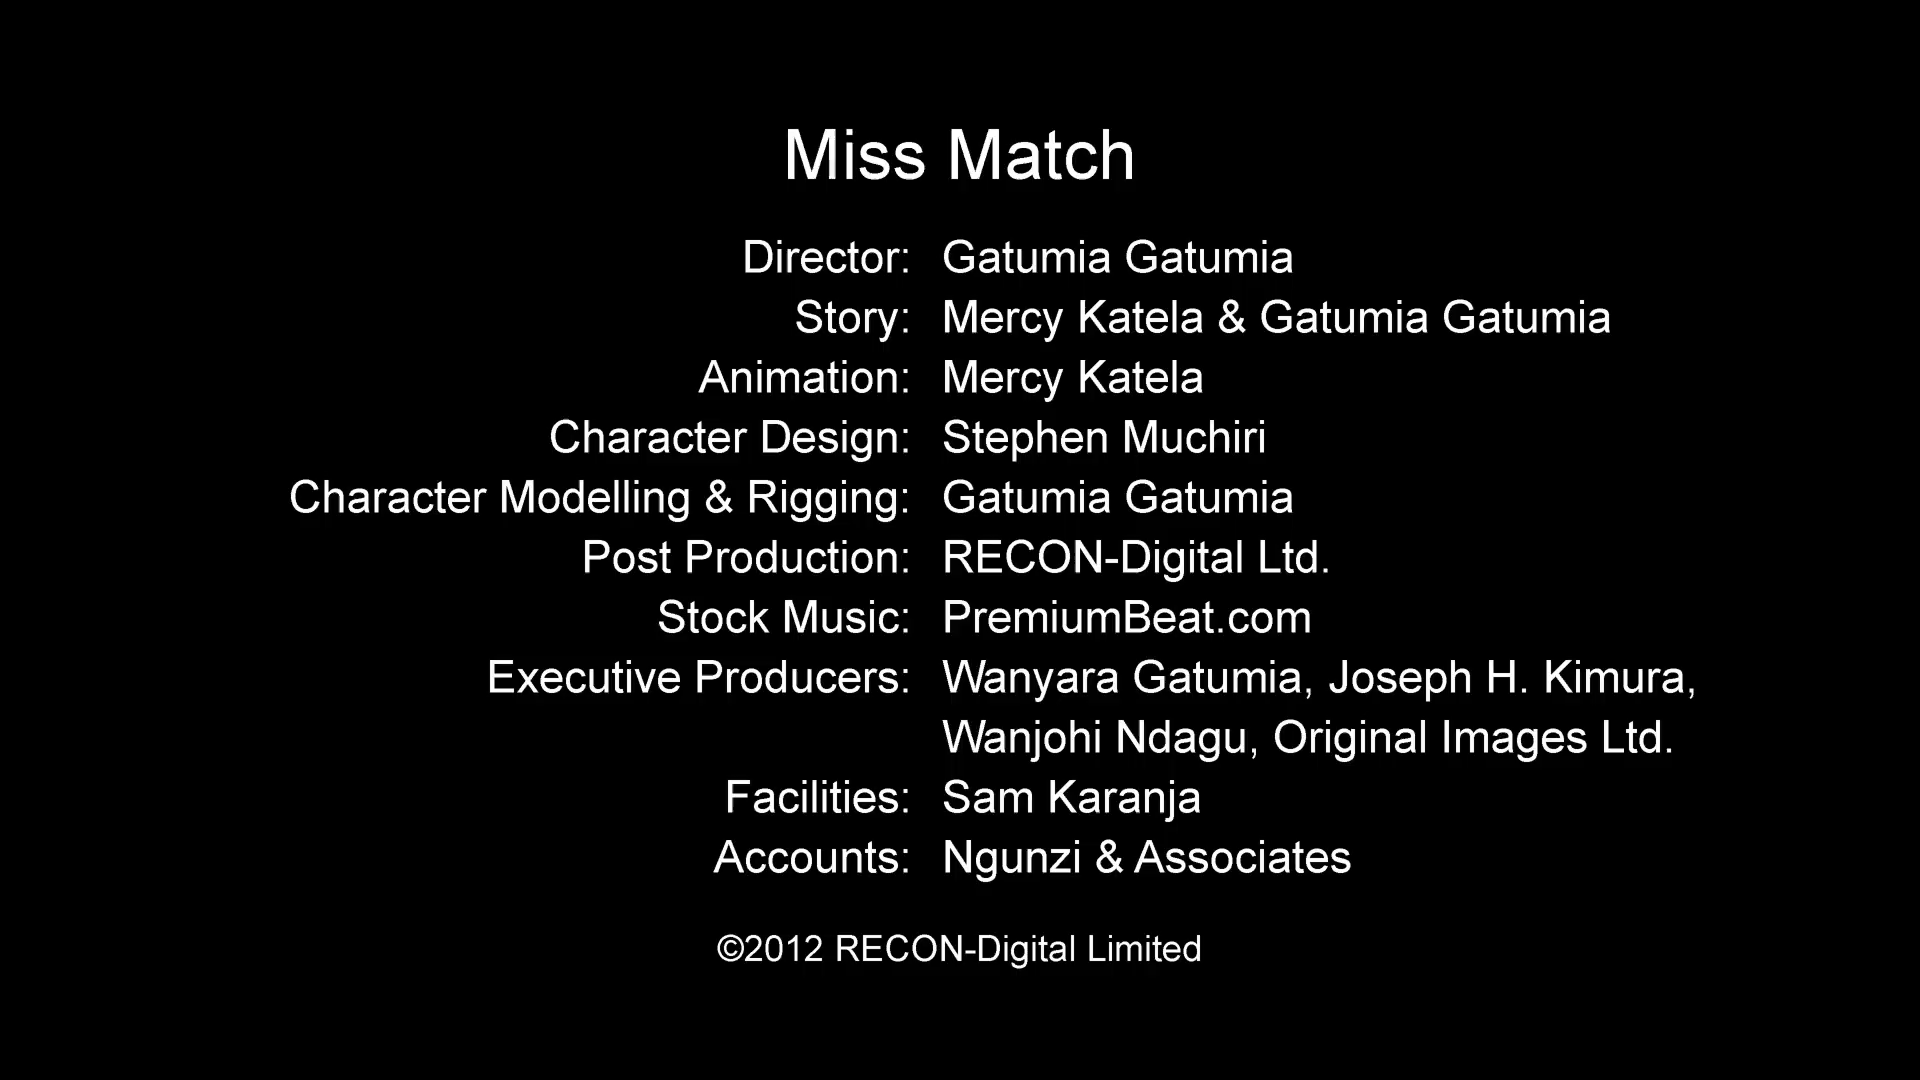 Miss Match
Director: Gatumia Gatumia
Story: Mercy Katela & Gatumia Gatumia
Animation: Mercy Katela
Character Design: Stephen Muchiri
Character Modelling & Rigging: Gatumia Gatumia
Post Production: RECON-Digital Ltd.
Stock Music: PremiumBeat.com
Executive Producers: Wanyara Gatumia, Joseph H. Kimura,
Wanjohi Ndagu, Original Images Ltd.
Facilities: Sam Karanja
Accounts: Ngunzi & Associates
©2012 RECON-Digital Limited